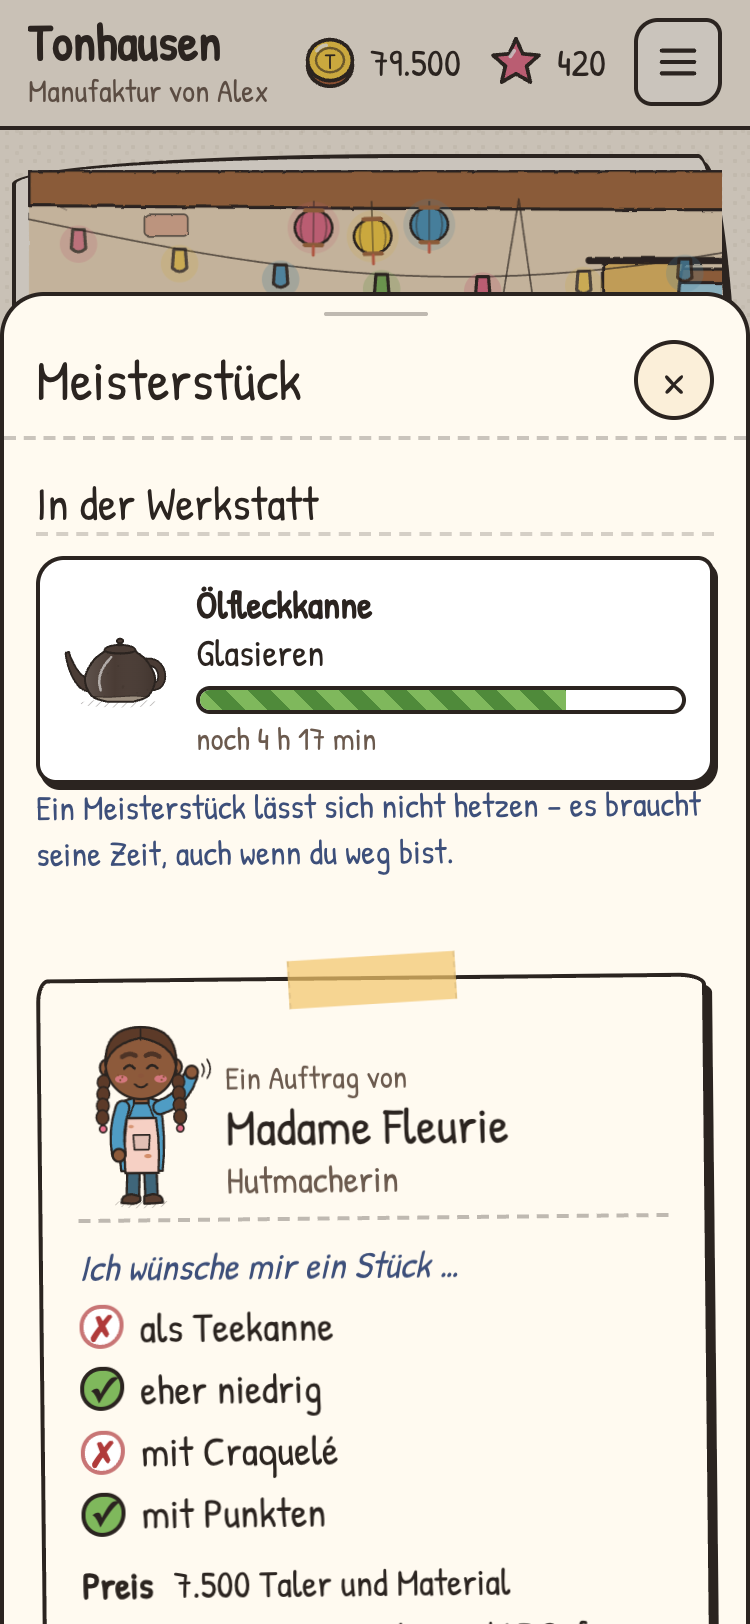 Tonhausen
Manufaktur von Alex
T
79.500
420
Meisterstück
×
In der Werkstatt
Ölfleckkanne
Glasieren
noch 4 h 17 min
Ein Meisterstück lässt sich nicht hetzen – es braucht
seine Zeit, auch wenn du weg bist.
Ein Auftrag von
Madame Fleurie
Hutmacherin
Ich wünsche mir ein Stück ...
✗ als Teekanne
✓ eher niedrig
✗ mit Craquelé
✓ mit Punkten
Preis 7.500 Taler und Material